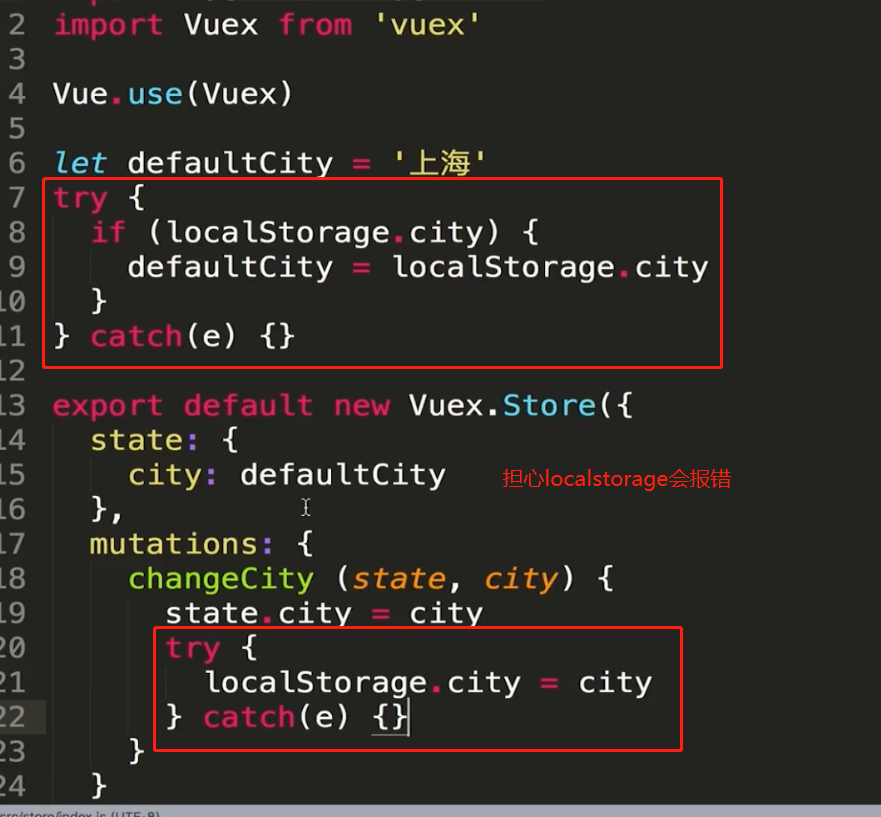 2 import Vuex from 'vuex'
3
4 Vue.use(Vuex)
5
6 let defaultCity = '上海'
7 try {
8 if (localStorage.city) {
9 defaultCity = localStorage.city
10 }
11 } catch(e) {}
12
13 export default new Vuex.Store({
14 state: {
15 city: defaultCity 担心localstorage会报错
16 },
17 mutations: {
18 changeCity (state, city) {
19 state.city = city
20 try {
21 localStorage.city = city
22 } catch(e) {}
23 }
24 }
src/store/index.js (UTF-8)